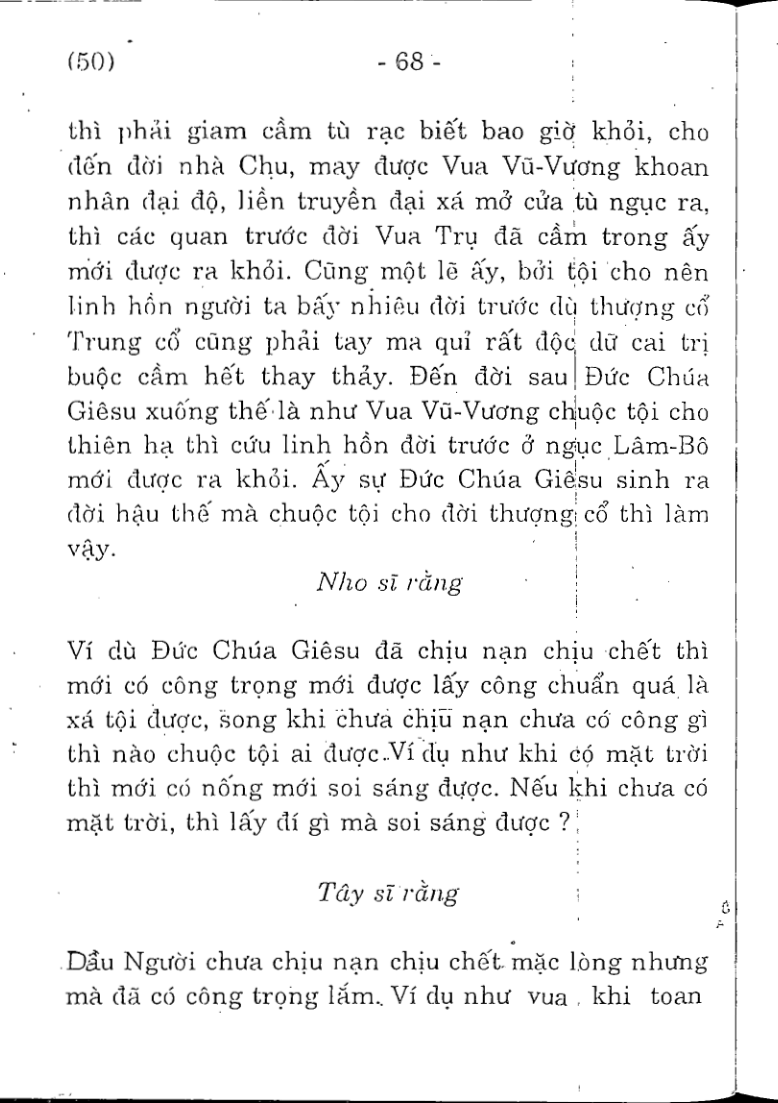 (50) - 68 -
thì phải giam cầm tù rạc biết bao giờ khỏi, cho
đến đời nhà Chu, may được Vua Vũ-Vương khoan
nhân đại độ, liền truyền đại xá mở cửa tù ngục ra,
thì các quan trước đời Vua Trụ đã cầm trong ấy
mới được ra khỏi. Cũng một lẽ ấy, bởi tội cho nên
linh hồn người ta bấy nhiêu đời trước dù thượng cổ
Trung cổ cũng phải tay ma quỉ rất độc dữ cai trị
buộc cầm hết thay thảy. Đến đời sau Đức Chúa
Giêsu xuống thế là như Vua Vũ-Vương chuộc tội cho
thiên hạ thì cứu linh hồn đời trước ở ngục Lâm-Bô
mới được ra khỏi. Ấy sự Đức Chúa Giêsu sinh ra
đời hậu thế mà chuộc tội cho đời thượng cổ thì làm
vậy.
Nho sĩ rằng
Ví dù Đức Chúa Giêsu đã chịu nạn chịu chết thì
mới có công trọng mới được lấy công chuẩn quá là
xá tội được, song khi chưa chịu nạn chưa có công gì
thì nào chuộc tội ai được. Ví dụ như khi có mặt trời
thì mới có nống mới soi sáng được. Nếu khi chưa có
mặt trời, thì lấy đí gì mà soi sáng được ?
Tây sĩ rằng
Dầu Người chưa chịu nạn chịu chết mặc lòng nhưng
mà đã có công trọng lắm. Ví dụ như vua khi toan